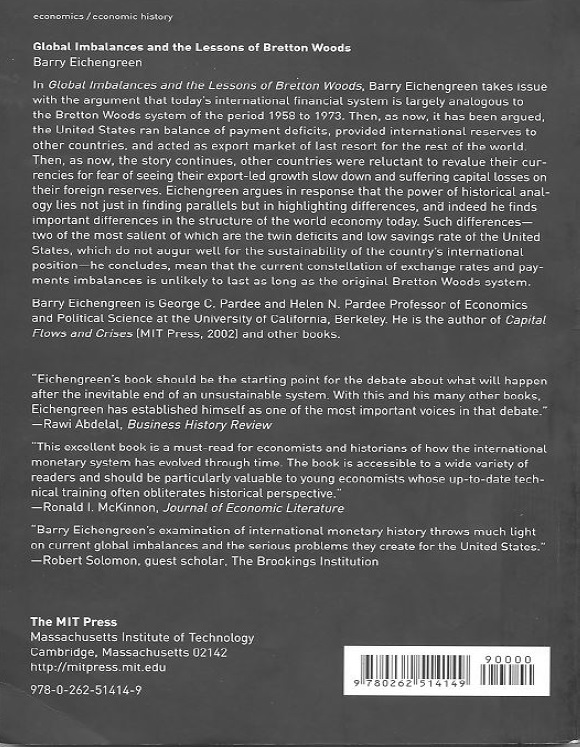 economics/economic history
Global Imbalances and the Lessons of Bretton Woods
Barry Eichengreen
In Global Imbalances and the Lessons of Bretton Woods, Barry Eichengreen takes issue
with the argument that today's international financial system is largely analogous to
the Bretton Woods system of the period 1958 to 1973. Then, as now, it has been argued,
the United States ran balance of payment deficits, provided international reserves to
other countries, and acted as export market of last resort for the rest of the world.
Then, as now, the story continues, other countries were reluctant to revalue their cur-
rencies for fear of seeing their export-led growth slow down and suffering capital losses on
their foreign reserves. Eichengreen argues in response that the power of historical anal-
ogy lies not just in finding parallels but in highlighting differences, and indeed he finds
important differences in the structure of the world economy today. Such differences—
two of the most salient of which are the twin deficits and low savings rate of the United
States, which do not augur well for the sustainability of the country's international
position—he concludes, mean that the current constellation of exchange rates and pay-
ments imbalances is unlikely to last as long as the original Bretton Woods system.
Barry Eichengreen is George C. Pardee and Helen N. Pardee Professor of Economics
and Political Science at the University of California, Berkeley. He is the author of Capital
Flows and Crises (MIT Press, 2002) and other books.
"Eichengreen's book should be the starting point for the debate about what will happen
after the inevitable end of an unsustainable system. With this and his many other books,
Eichengreen has established himself as one of the most important voices in that debate."
—Rawi Abdelal, Business History Review
"This excellent book is a must-read for economists and historians of how the international
monetary system has evolved through time. The book is accessible to a wide variety of
readers and should be particularly valuable to young economists whose up-to-date tech-
nical training often obliterates historical perspective."
—Ronald I. McKinnon, Journal of Economic Literature
"Barry Eichengreen's examination of international monetary history throws much light
on current global imbalances and the serious problems they create for the United States."
—Robert Solomon, guest scholar, The Brookings Institution
The MIT Press
Massachusetts Institute of Technology
Cambridge, Massachusetts 02142
http://mitpress.mit.edu
978-0-262-51414-9
90000
9 780262 514149